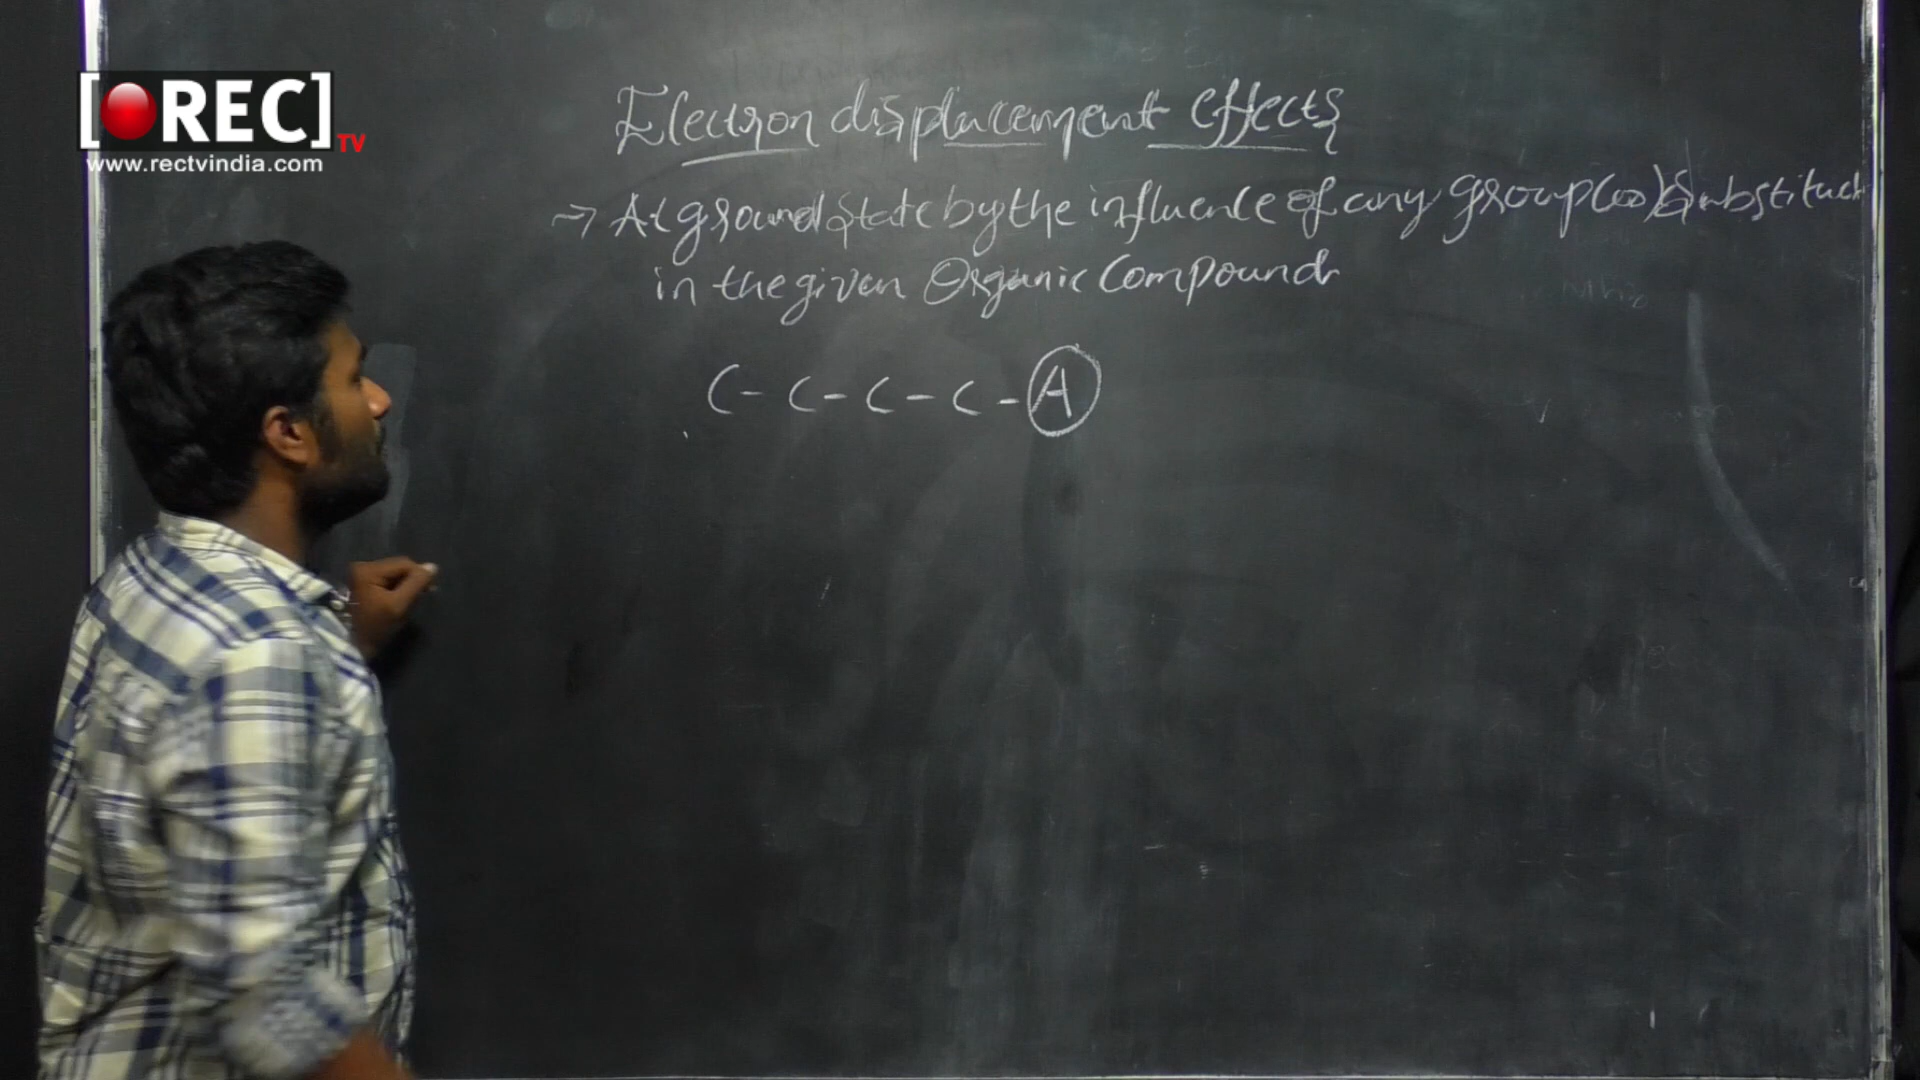 [REC] TV
www.rectvindia.com
Electron displacement effects
→ At ground state by the influence of any group (or) Substituent
in the given Organic Compound
C - C - C - C - A